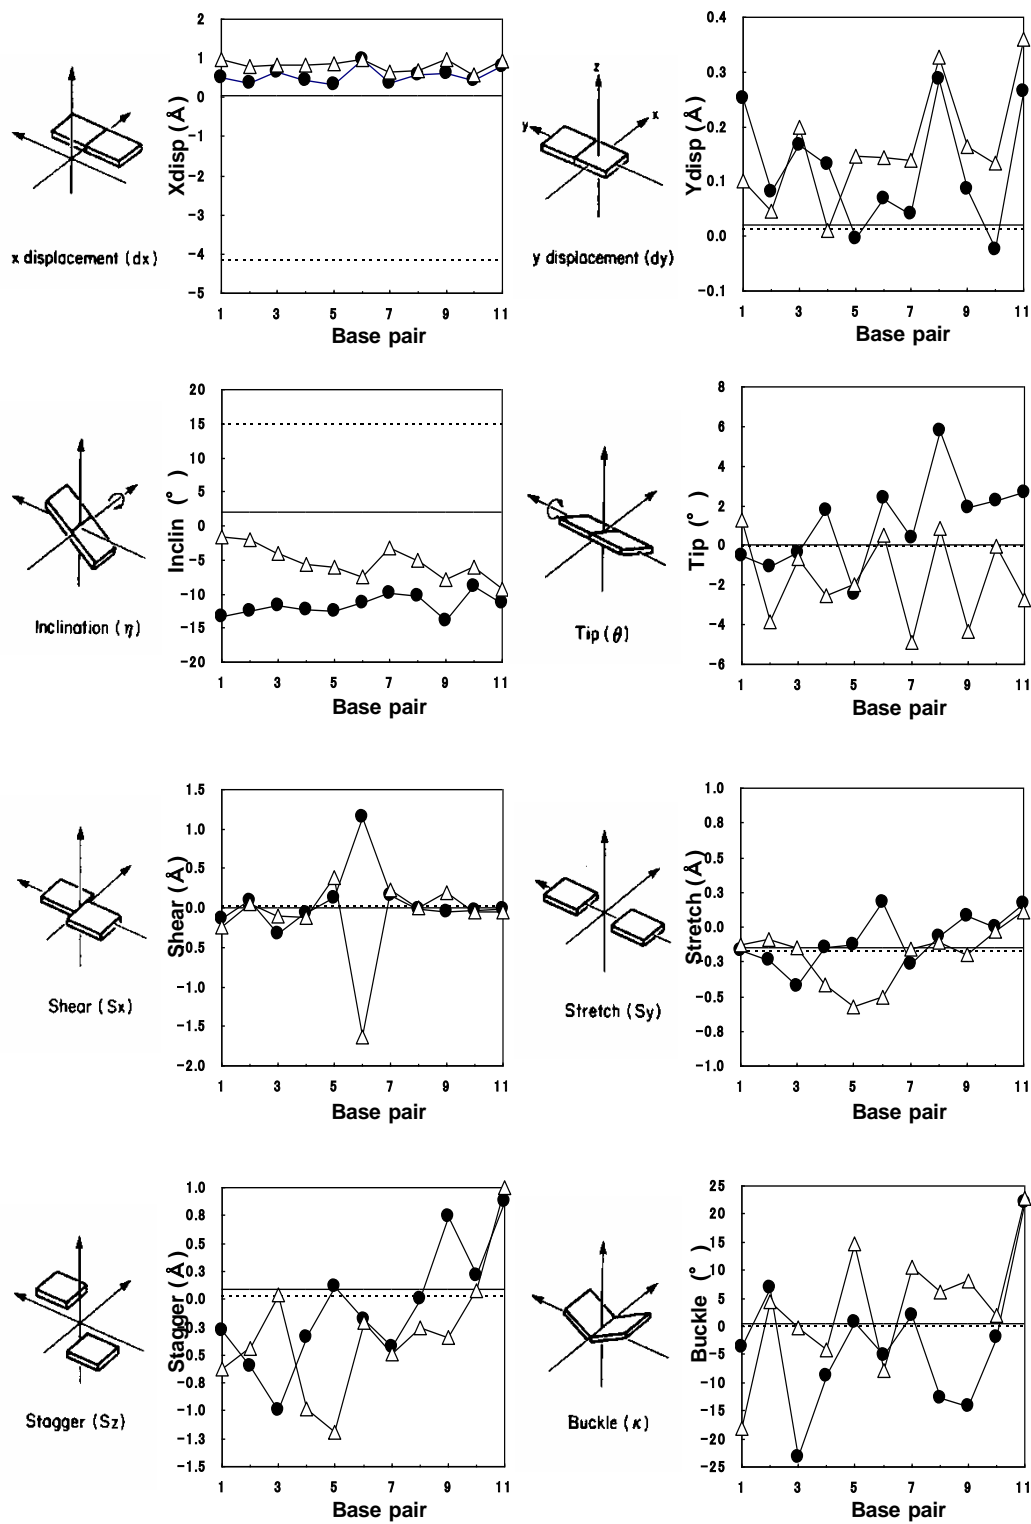 x displacement (dx)
Xdisp (Å)
2
1
0
-1
-2
-3
-4
-5
1 3 5 7 9 11
Base pair
z
y
x
y displacement (dy)
Ydisp (Å)
0.4
0.3
0.2
0.1
0.0
-0.1
1 3 5 7 9 11
Base pair
Inclination (η)
Inclin (°)
20
15
10
5
0
-5
-10
-15
-20
1 3 5 7 9 11
Base pair
Tip (θ)
Tip (°)
8
6
4
2
0
-2
-4
-6
1 3 5 7 9 11
Base pair
Shear (Sx)
Shear (Å)
1.5
1.0
0.5
0.0
-0.5
-1.0
-1.5
-2.0
1 3 5 7 9 11
Base pair
Stretch (Sy)
Stretch (Å)
1.0
0.8
0.5
0.3
0.0
-0.3
-0.5
-0.8
-1.0
1 3 5 7 9 11
Base pair
Stagger (Sz)
Stagger (Å)
1.0
0.8
0.5
0.3
0.0
-0.3
-0.5
-0.8
-1.0
-1.3
-1.5
1 3 5 7 9 11
Base pair
Buckle (κ)
Buckle (°)
25
20
15
10
5
0
-5
-10
-15
-20
-25
1 3 5 7 9 11
Base pair